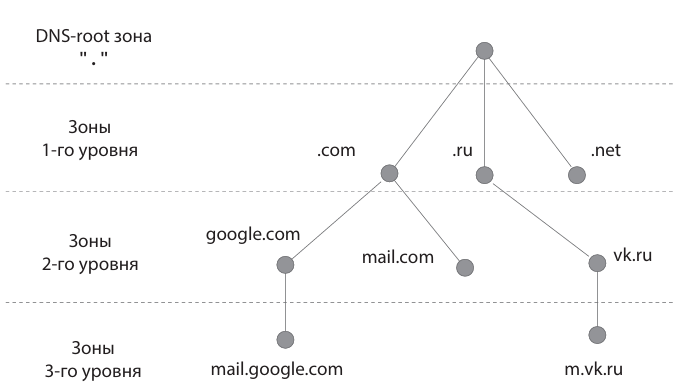 DNS-root зона
"."
Зоны
1-го уровня
.com
.ru
.net
Зоны
2-го уровня
google.com
mail.com
vk.ru
Зоны
3-го уровня
mail.google.com
m.vk.ru